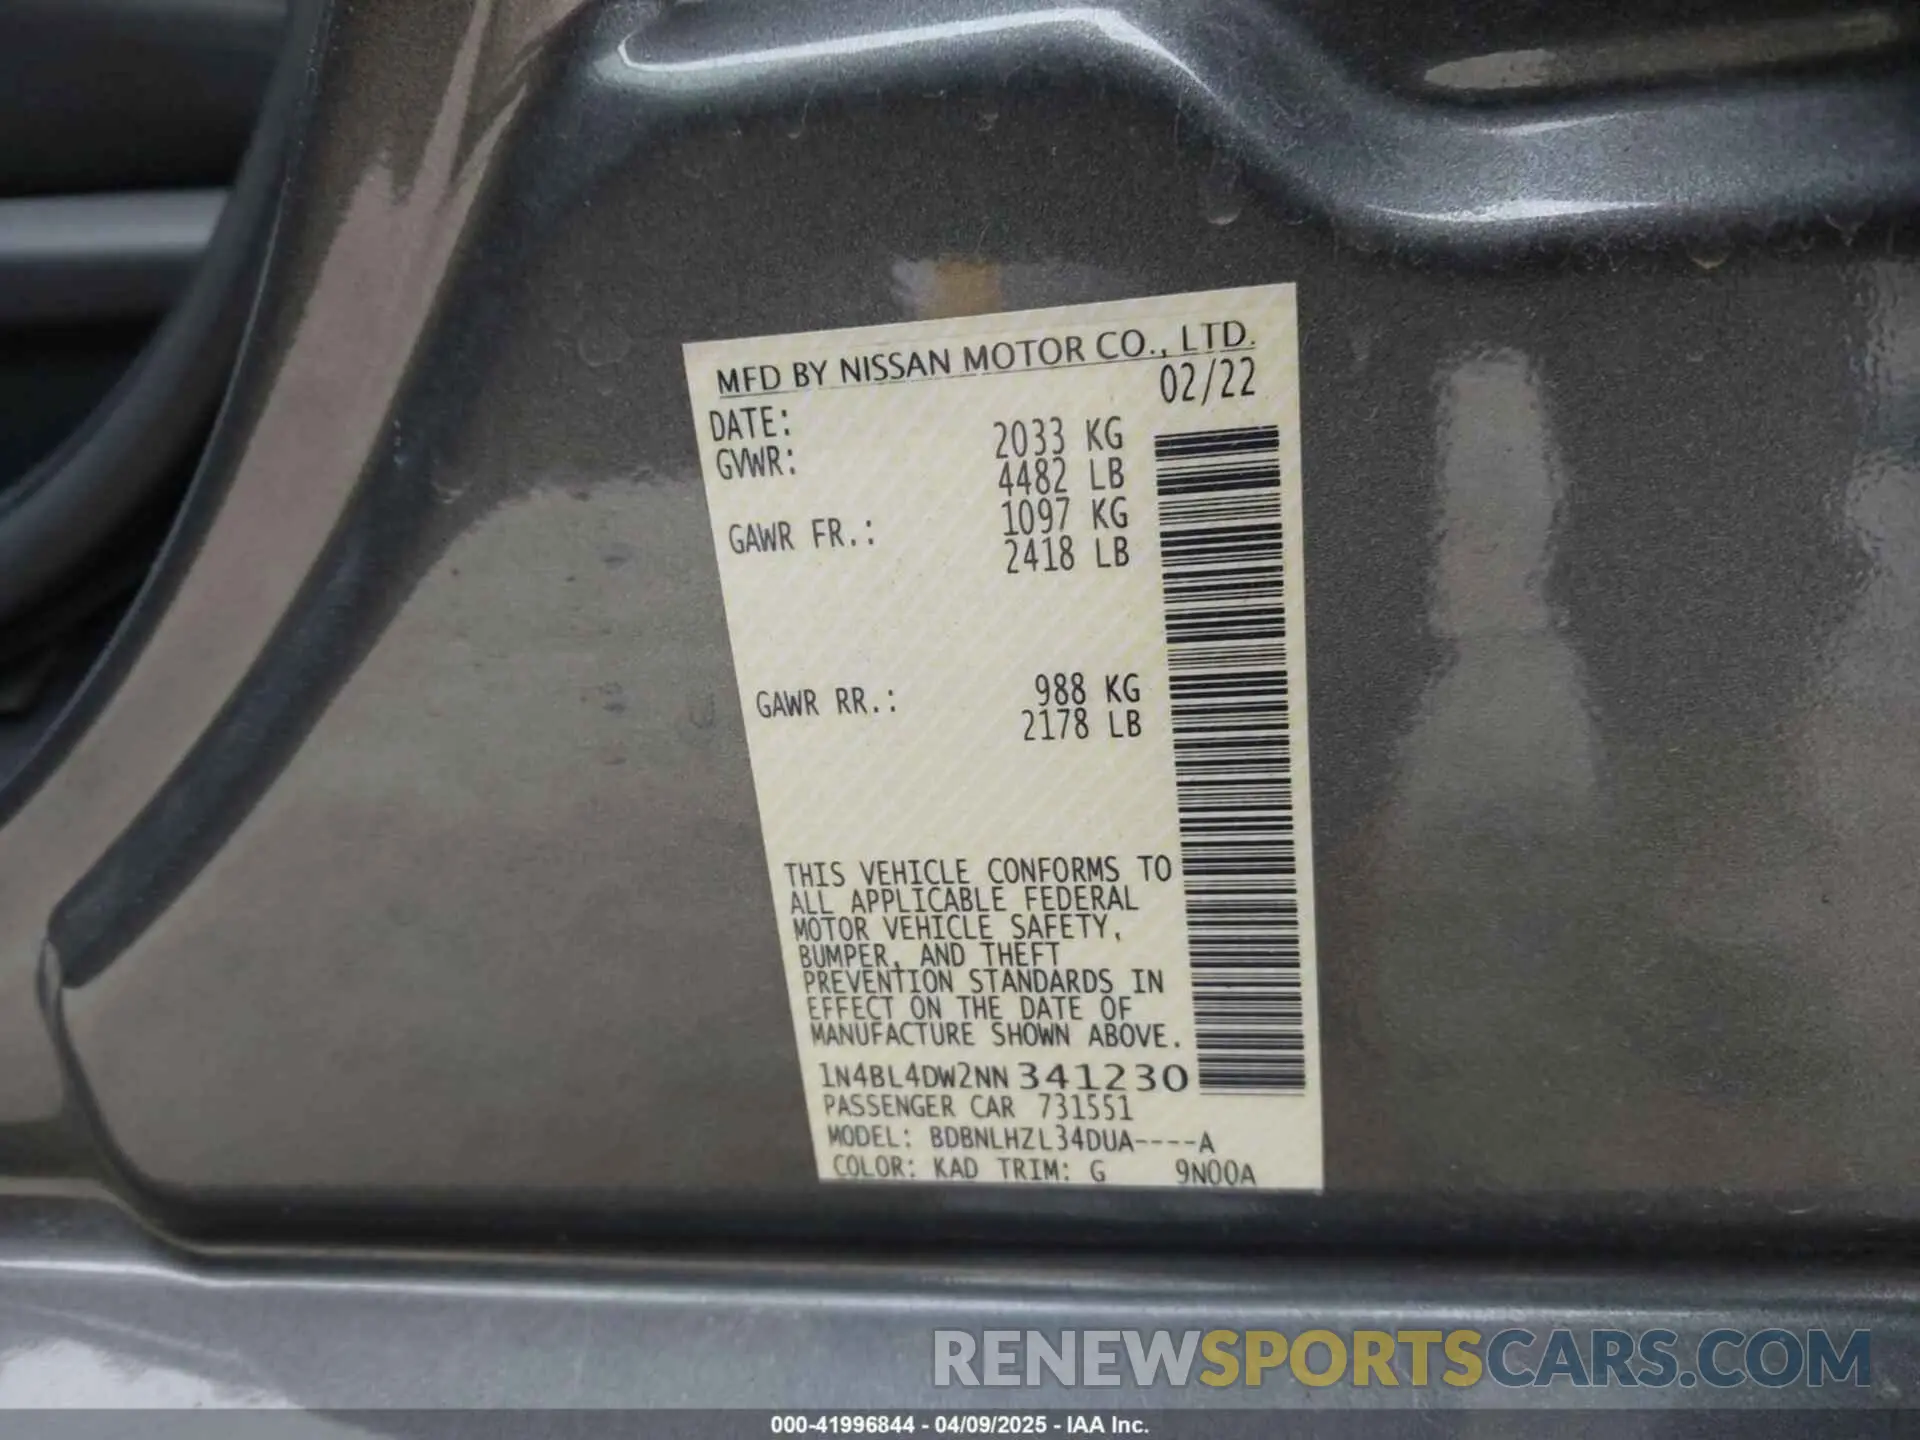 MFD BY NISSAN MOTOR CO., LTD.
DATE: 02/22
GVWR: 2033 KG
4482 LB
GAWR FR.: 1097 KG
2418 LB
GAWR RR.: 988 KG
2178 LB
THIS VEHICLE CONFORMS TO
ALL APPLICABLE FEDERAL
MOTOR VEHICLE SAFETY,
BUMPER, AND THEFT
PREVENTION STANDARDS IN
EFFECT ON THE DATE OF
MANUFACTURE SHOWN ABOVE.
1N4BL4DW2NN341230
PASSENGER CAR 731551
MODEL: BDBNLHZL34DUA----A
COLOR: KAD TRIM: G 9N00A
RENEWSPORTSCARS.COM
000-41996844 - 04/09/2025 - IAA Inc.